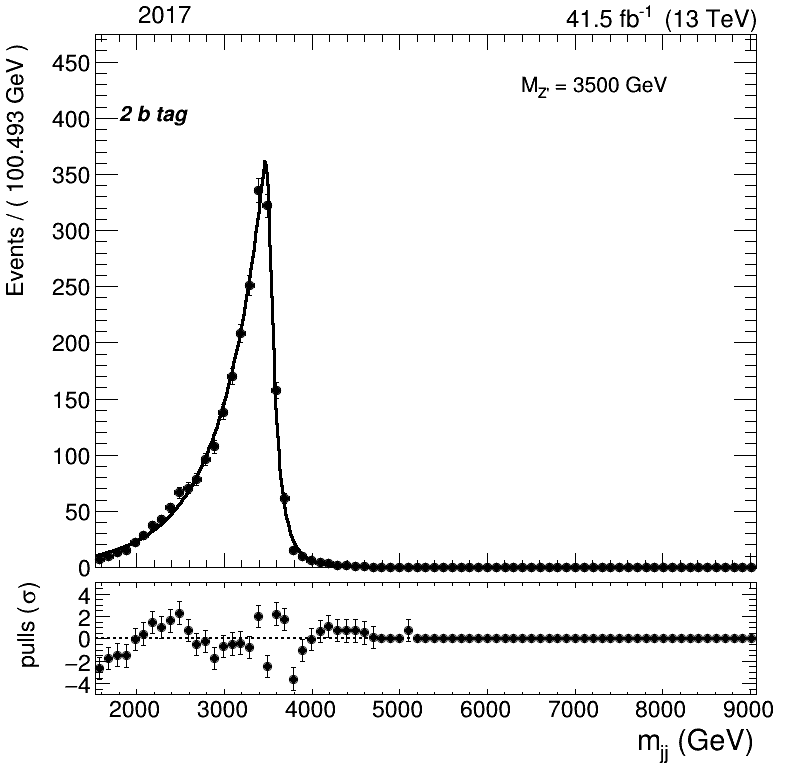 2017
41.5 fb⁻¹ (13 TeV)
Events / ( 100.493 GeV )
450
400
350
300
250
200
150
100
50
0
M_Z' = 3500 GeV
2 b tag
pulls (σ)
4
2
0
−2
−4
2000 3000 4000 5000 6000 7000 8000 9000
m_jj (GeV)